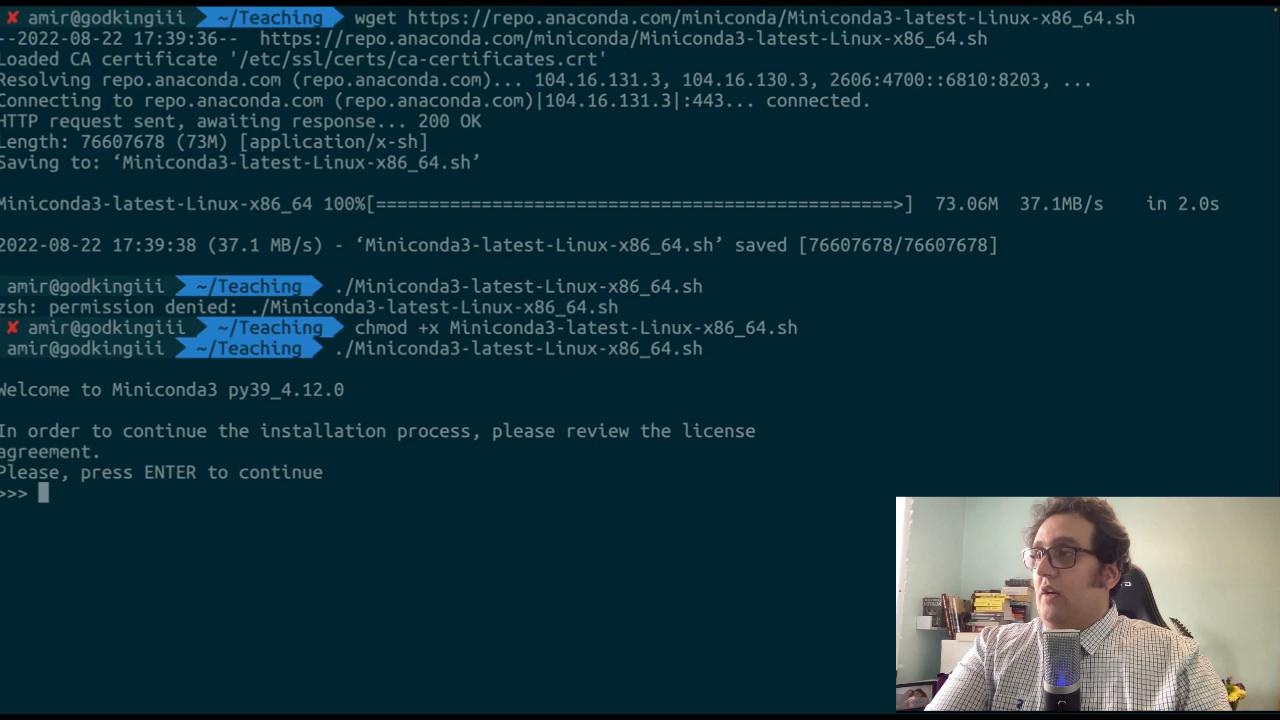 ✘ amir@godkingiii ~/Teaching wget https://repo.anaconda.com/miniconda/Miniconda3-latest-Linux-x86_64.sh
--2022-08-22 17:39:36-- https://repo.anaconda.com/miniconda/Miniconda3-latest-Linux-x86_64.sh
Loaded CA certificate '/etc/ssl/certs/ca-certificates.crt'
Resolving repo.anaconda.com (repo.anaconda.com)... 104.16.131.3, 104.16.130.3, 2606:4700::6810:8203, ...
Connecting to repo.anaconda.com (repo.anaconda.com)|104.16.131.3|:443... connected.
HTTP request sent, awaiting response... 200 OK
Length: 76607678 (73M) [application/x-sh]
Saving to: ‘Miniconda3-latest-Linux-x86_64.sh’
Miniconda3-latest-Linux-x86_64 100%[=================================================>] 73.06M 37.1MB/s in 2.0s
2022-08-22 17:39:38 (37.1 MB/s) - ‘Miniconda3-latest-Linux-x86_64.sh’ saved [76607678/76607678]
amir@godkingiii ~/Teaching ./Miniconda3-latest-Linux-x86_64.sh
zsh: permission denied: ./Miniconda3-latest-Linux-x86_64.sh
✘ amir@godkingiii ~/Teaching chmod +x Miniconda3-latest-Linux-x86_64.sh
amir@godkingiii ~/Teaching ./Miniconda3-latest-Linux-x86_64.sh
Welcome to Miniconda3 py39_4.12.0
In order to continue the installation process, please review the license
agreement.
Please, press ENTER to continue
>>>